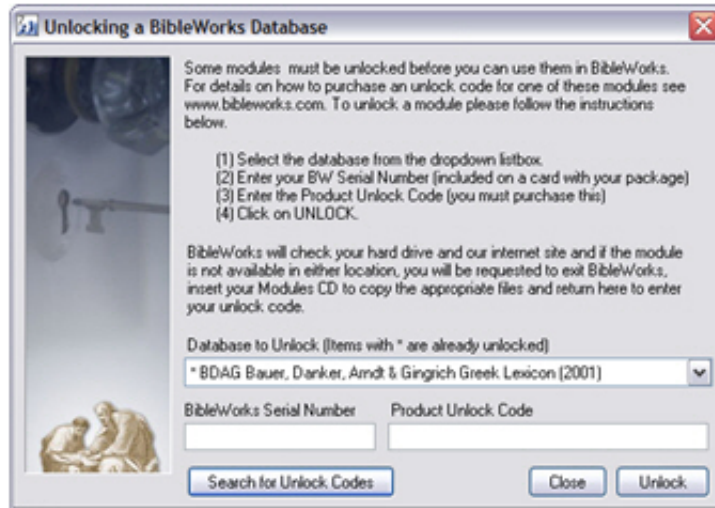 Unlocking a BibleWorks Database
Some modules must be unlocked before you can use them in BibleWorks.
For details on how to purchase an unlock code for one of these modules see
www.bibleworks.com. To unlock a module please follow the instructions
below.
(1) Select the database from the dropdown listbox.
(2) Enter your BW Serial Number (included on a card with your package)
(3) Enter the Product Unlock Code (you must purchase this)
(4) Click on UNLOCK.
BibleWorks will check your hard drive and our internet site and if the module
is not available in either location, you will be requested to exit BibleWorks,
insert your Modules CD to copy the appropriate files and return here to enter
your unlock code.
Database to Unlock (Items with * are already unlocked)
* BDAG Bauer, Danker, Arndt & Gingrich Greek Lexicon (2001)
BibleWorks Serial Number Product Unlock Code
Search for Unlock Codes Close Unlock